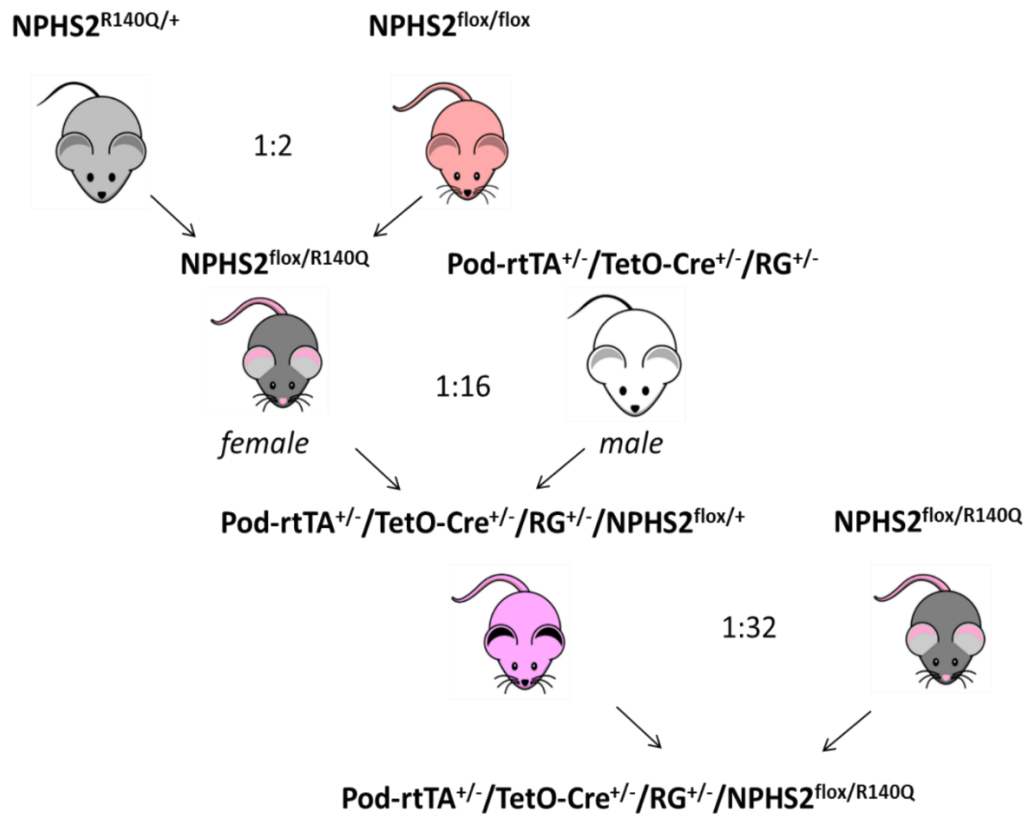 NPHS2R140Q/+ NPHS2flox/flox
1:2
NPHS2flox/R140Q Pod-rtTA+/-/TetO-Cre+/-/RG+/-
1:16
female male
Pod-rtTA+/-/TetO-Cre+/-/RG+/-/NPHS2flox/+ NPHS2flox/R140Q
1:32
Pod-rtTA+/-/TetO-Cre+/-/RG+/-/NPHS2flox/R140Q